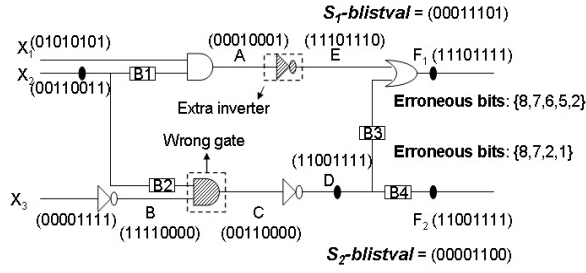 S1-blistval = (00011101)
X1 (01010101)
(00010001) (11101110) F1 (11101111)
A E
X2 B1
(00110011)
Extra inverter
Erroneous bits: {8,7,6,5,2}
Wrong gate
B3
(11001111) Erroneous bits: {8,7,2,1}
B2 D B4
X3
(00001111) B C F2 (11001111)
(11110000) (00110000)
S2-blistval = (00001100)